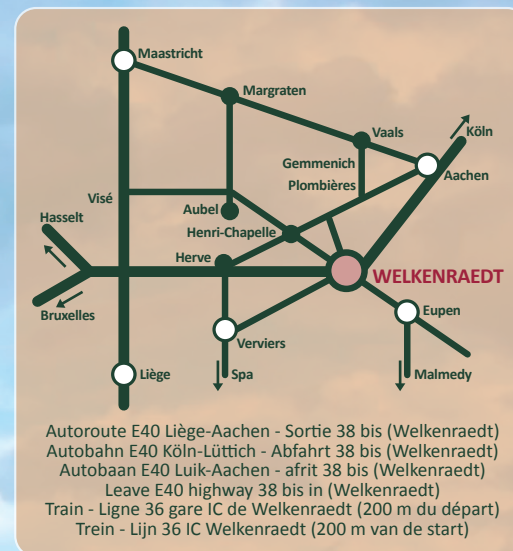 Maastricht
Margraten
Köln
Vaals
Gemmenich
Aachen
Plombières
Visé
Aubel
Hasselt
Henri-Chapelle
Herve
WELKENRAEDT
Bruxelles
Eupen
Verviers
Liège
Spa
Malmedy
Autoroute E40 Liège-Aachen - Sortie 38 bis (Welkenraedt)
Autobahn E40 Köln-Lüttich - Abfahrt 38 bis (Welkenraedt)
Autobaan E40 Luik-Aachen - afrit 38 bis (Welkenraedt)
Leave E40 highway 38 bis in (Welkenraedt)
Train - Ligne 36 gare IC de Welkenraedt (200 m du départ)
Trein - Lijn 36 IC Welkenraedt (200 m van de start)